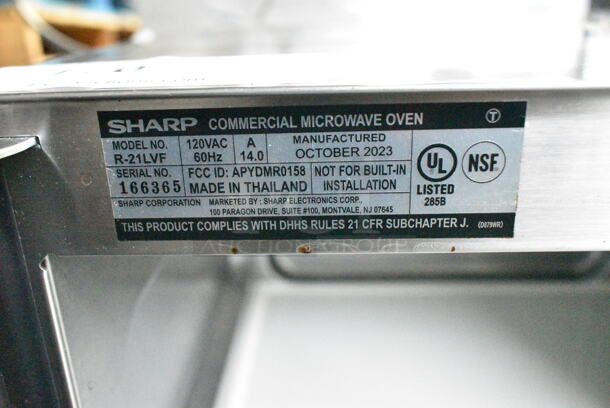 SHARP COMMERCIAL MICROWAVE OVEN T
MODEL NO. 120VAC A MANUFACTURED
R-21LVF 60Hz 14.0 OCTOBER 2023
SERIAL NO. FCC ID: APYDMR0158 NOT FOR BUILT-IN
166365 MADE IN THAILAND INSTALLATION
UL NSF
LISTED
285B
SHARP CORPORATION MARKETED BY : SHARP ELECTRONICS CORP.,
100 PARAGON DRIVE, SUITE #100, MONTVALE, NJ 07645
THIS PRODUCT COMPLIES WITH DHHS RULES 21 CFR SUBCHAPTER J. (D879WR)